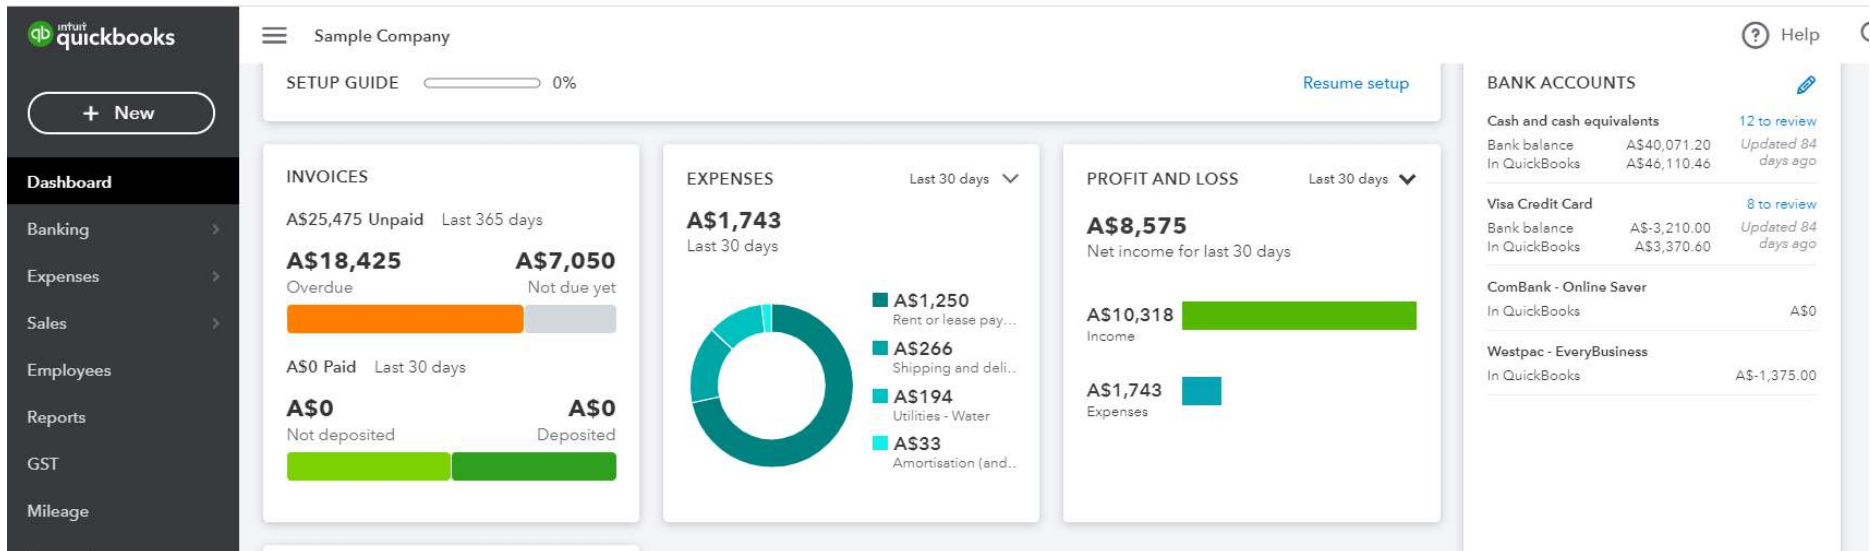 intuit
quickbooks
+ New
Dashboard
Banking
Expenses
Sales
Employees
Reports
GST
Mileage
Sample Company
Help
SETUP GUIDE 0% Resume setup
INVOICES
A$25,475 Unpaid Last 365 days
A$18,425 A$7,050
Overdue Not due yet
A$0 Paid Last 30 days
A$0 A$0
Not deposited Deposited
EXPENSES Last 30 days
A$1,743
Last 30 days
A$1,250
Rent or lease pay...
A$266
Shipping and deli..
A$194
Utilities - Water
A$33
Amortisation (and..
PROFIT AND LOSS Last 30 days
A$8,575
Net income for last 30 days
A$10,318
Income
A$1,743
Expenses
BANK ACCOUNTS
Cash and cash equivalents 12 to review
Bank balance A$40,071.20 Updated 84
In QuickBooks A$46,110.46 days ago
Visa Credit Card 8 to review
Bank balance A$-3,210.00 Updated 84
In QuickBooks A$3,370.60 days ago
ComBank - Online Saver
In QuickBooks A$0
Westpac - EveryBusiness
In QuickBooks A$-1,375.00